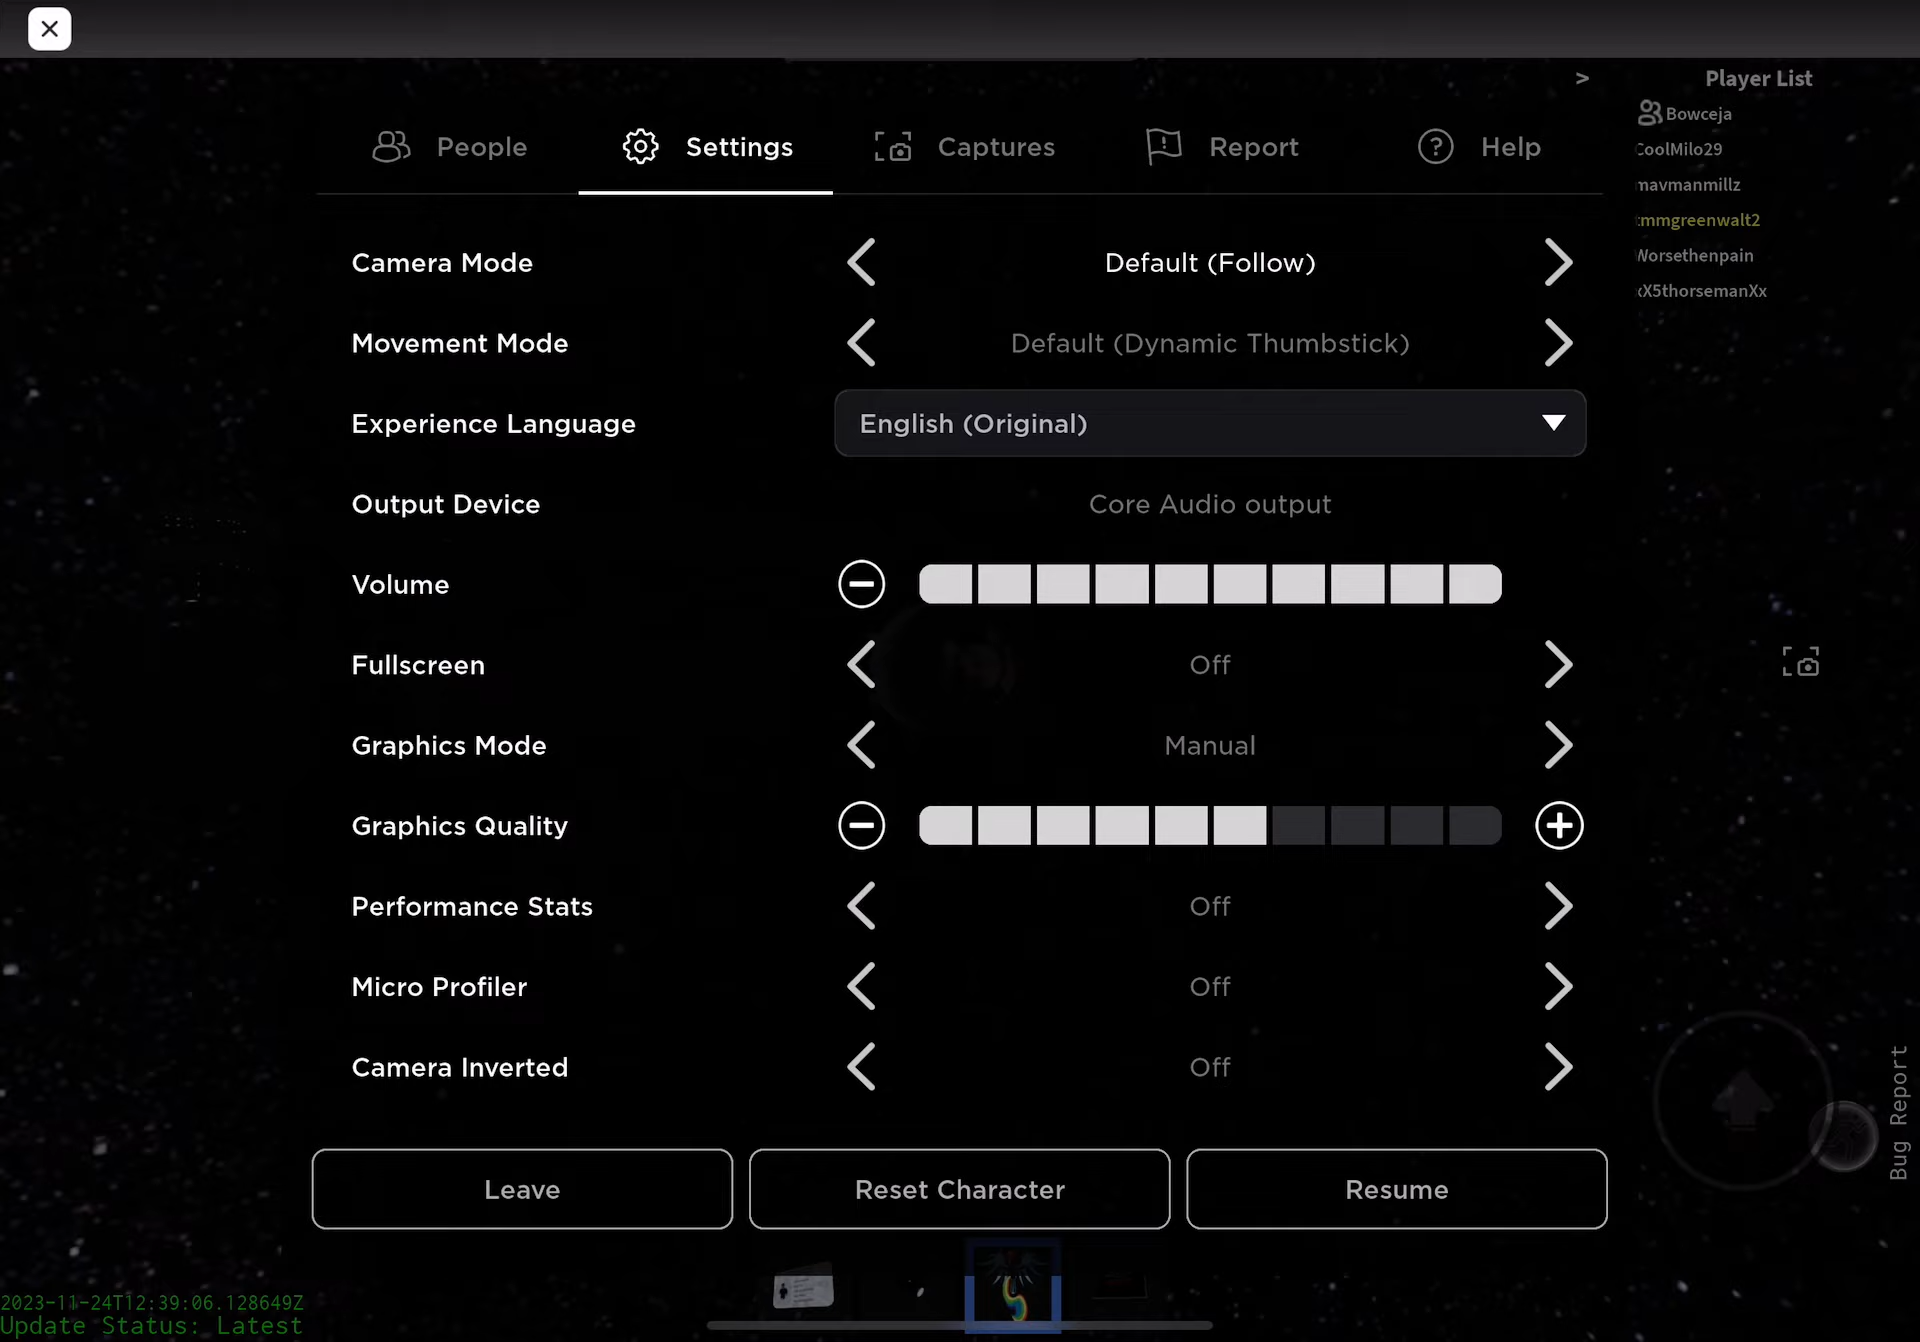 > Player List
Bowceja
CoolMilo29
mavmanmillz
tmmgreenwalt2
Worsethenpain
xX5thorsemanXx
People Settings Captures Report Help
Camera Mode Default (Follow)
Movement Mode Default (Dynamic Thumbstick)
Experience Language English (Original)
Output Device Core Audio output
Volume
Fullscreen Off
Graphics Mode Manual
Graphics Quality
Performance Stats Off
Micro Profiler Off
Camera Inverted Off
Bug Report
Leave Reset Character Resume
2023-11-24T12:39:06.128649Z
Update Status: Latest